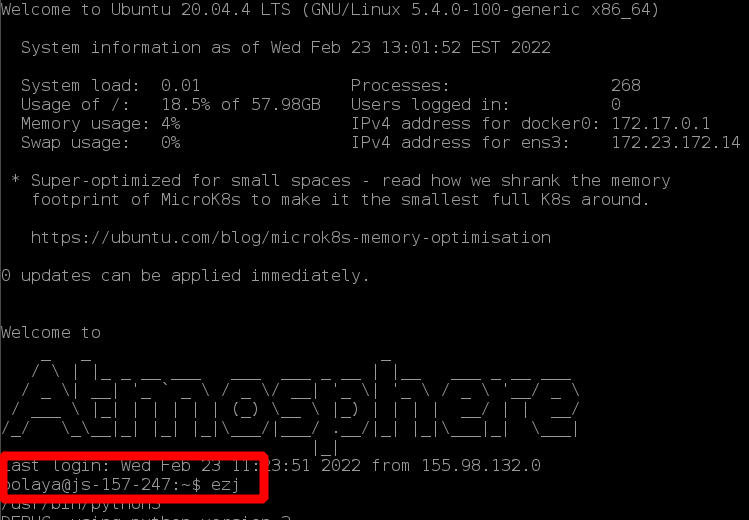 Welcome to Ubuntu 20.04.4 LTS (GNU/Linux 5.4.0-100-generic x86_64)
System information as of Wed Feb 23 13:01:52 EST 2022
System load: 0.01 Processes: 268
Usage of /: 18.5% of 57.98GB Users logged in: 0
Memory usage: 4% IPv4 address for docker0: 172.17.0.1
Swap usage: 0% IPv4 address for ens3: 172.23.172.14
* Super-optimized for small spaces - read how we shrank the memory
footprint of MicroK8s to make it the smallest full K8s around.
https://ubuntu.com/blog/microk8s-memory-optimisation
0 updates can be applied immediately.
Welcome to
Atmosphere
Last login: Wed Feb 23 11:23:51 2022 from 155.98.132.0
polaya@js-157-247:~$ ezj
/usr/bin/python3
DEBUG: using python version 3